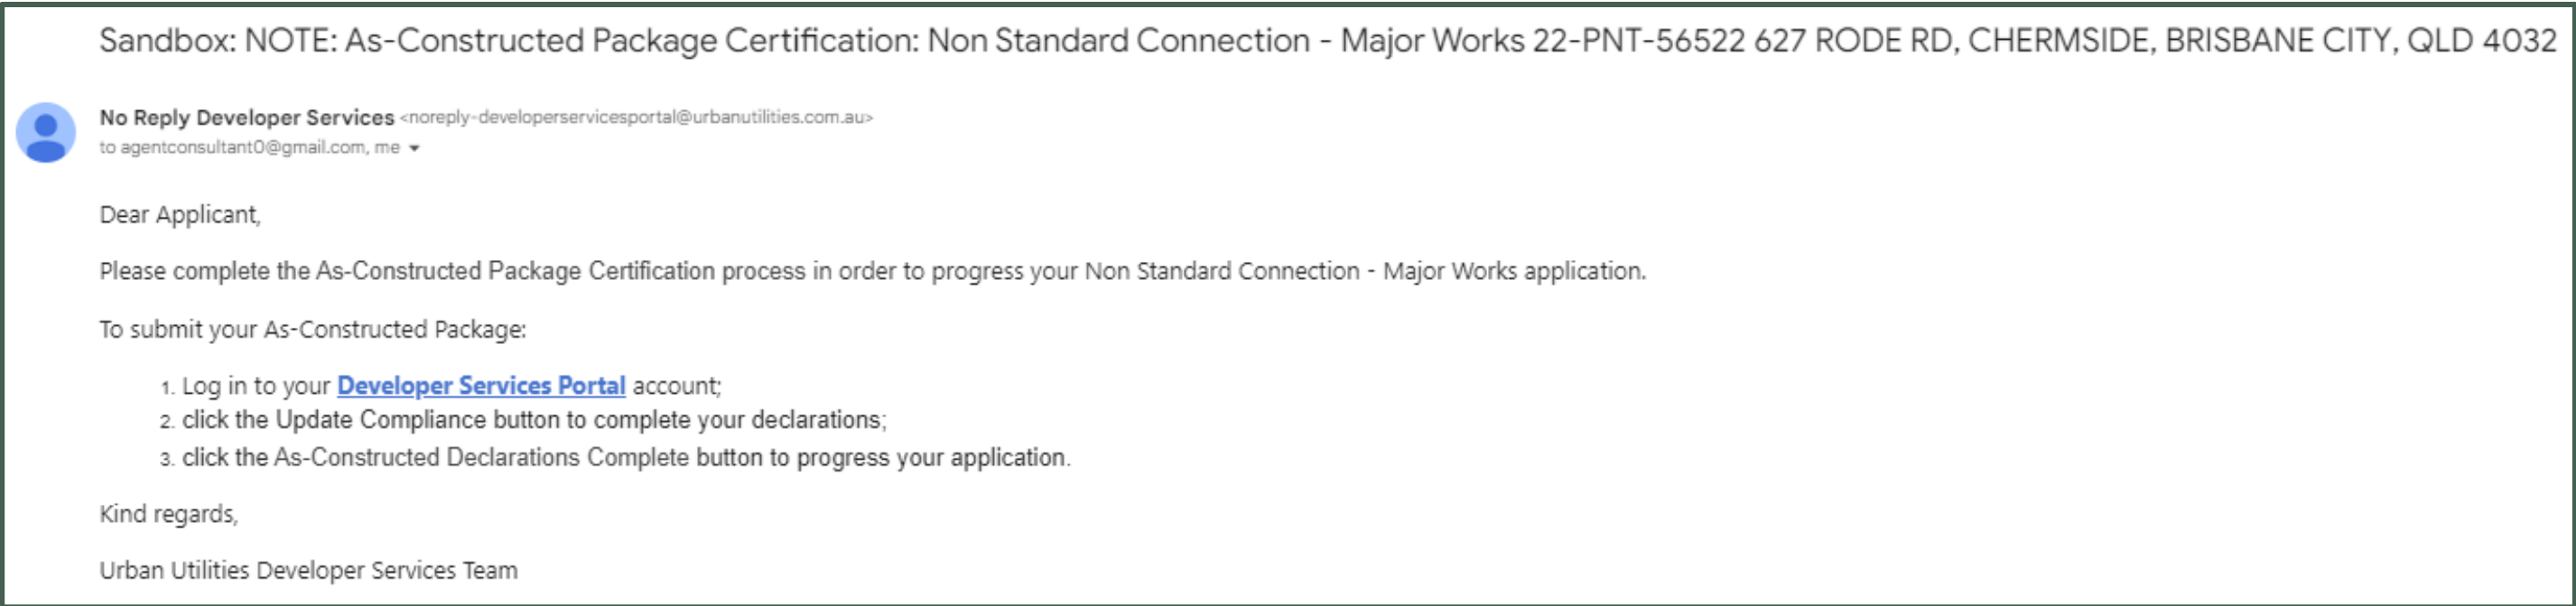 Sandbox: NOTE: As-Constructed Package Certification: Non Standard Connection - Major Works 22-PNT-56522 627 RODE RD, CHERMSIDE, BRISBANE CITY, QLD 4032
No Reply Developer Services <noreply-developerservicesportal@urbanutilities.com.au>
to agentconsultant0@gmail.com, me
Dear Applicant,
Please complete the As-Constructed Package Certification process in order to progress your Non Standard Connection - Major Works application.
To submit your As-Constructed Package:
1. Log in to your Developer Services Portal account;
2. click the Update Compliance button to complete your declarations;
3. click the As-Constructed Declarations Complete button to progress your application.
Kind regards,
Urban Utilities Developer Services Team